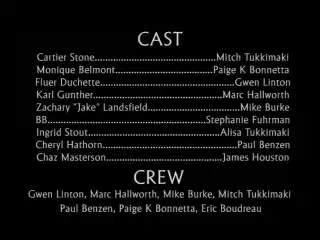 CAST
Cartier Stone..............................................Mitch Tukkimaki
Monique Belmont.....................................Paige K Bonnetta
Fluer Duchette...................................................Gwen Linton
Karl Gunther................................................Marc Hallworth
Zachary "Jake" Landsfield.............................Mike Burke
BB............................................................Stephanie Fuhrman
Ingrid Stout..................................................Alisa Tukkimaki
Cheryl Hathorn..................................................Paul Benzen
Chaz Masterson............................................James Houston
CREW
Gwen Linton, Marc Hallworth, Mike Burke, Mitch Tukkimaki
Paul Benzen, Paige K Bonnetta, Eric Boudreau